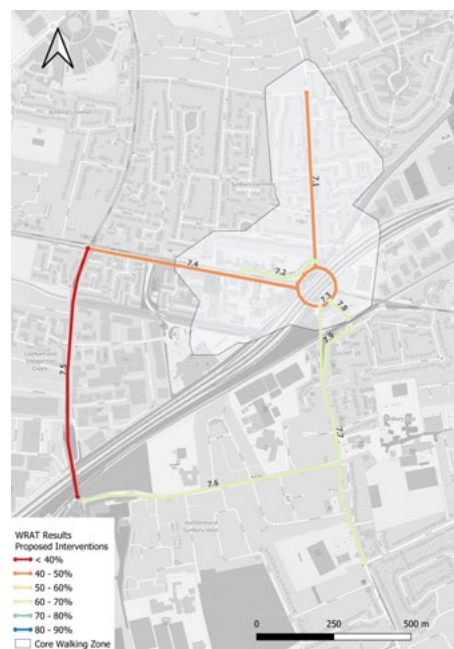 7.1
7.2
7.4
7.3
7.8
7.9
7.5
7.7
7.6
WRAT Results
Proposed Interventions
< 40%
40 - 50%
50 - 60%
60 - 70%
70 - 80%
80 - 90%
Core Walking Zone
0
250
500 m